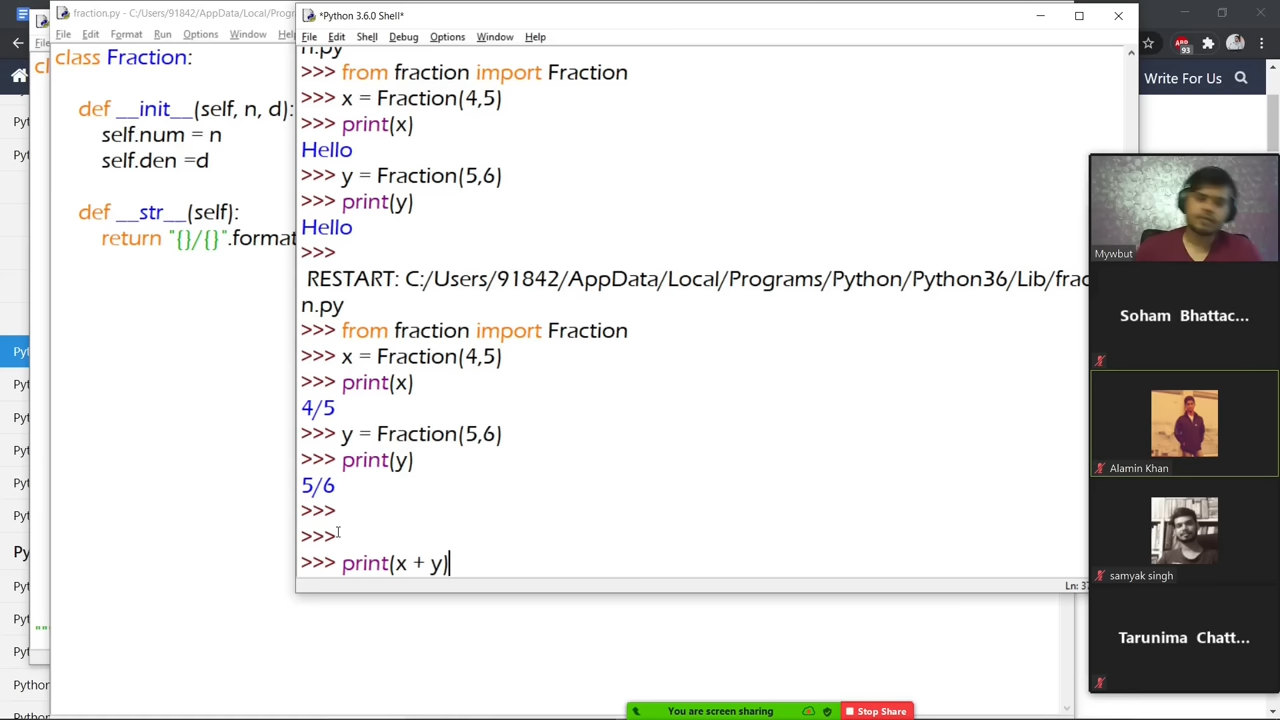 fraction.py - C:/Users/91842/AppData/Local/Progr
File Edit Format Run Options Window Help
class Fraction:
def __init__(self, n, d):
self.num = n
self.den =d
def __str__(self):
return "{}/{}".format
*Python 3.6.0 Shell*
File Edit Shell Debug Options Window Help
n.py
>>> from fraction import Fraction
>>> x = Fraction(4,5)
>>> print(x)
Hello
>>> y = Fraction(5,6)
>>> print(y)
Hello
>>>
RESTART: C:/Users/91842/AppData/Local/Programs/Python/Python36/Lib/frac
n.py
>>> from fraction import Fraction
>>> x = Fraction(4,5)
>>> print(x)
4/5
>>> y = Fraction(5,6)
>>> print(y)
5/6
>>>
>>>
>>> print(x + y)
Ln: 37
Write For Us
ABP
93
Mywbut
Soham Bhattac...
Alamin Khan
samyak singh
Tarunima Chatt...
You are screen sharing
Stop Share